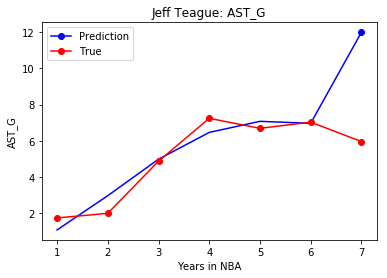 Jeff Teague: AST_G
Prediction
True
12
10
8
6
4
2
AST_G
1 2 3 4 5 6 7
Years in NBA